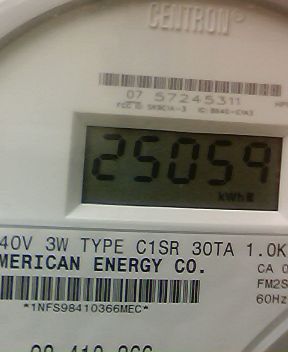 CENTRON®
07 57245311
25059
kWh
40V 3W TYPE C1SR 30TA 1.0K
MERICAN ENERGY CO.
CA 0
FM2S
60Hz
*1NFS98410366MEC*